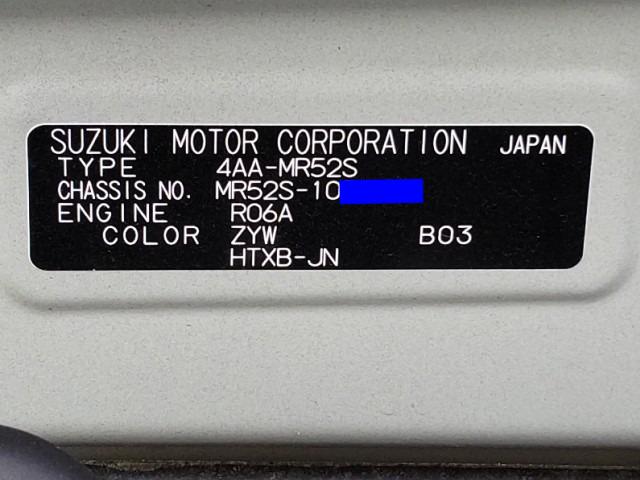 SUZUKI MOTOR CORPORATION JAPAN
TYPE 4AA-MR52S
CHASSIS NO. MR52S-10
ENGINE R06A
COLOR ZYW B03
HTXB-JN